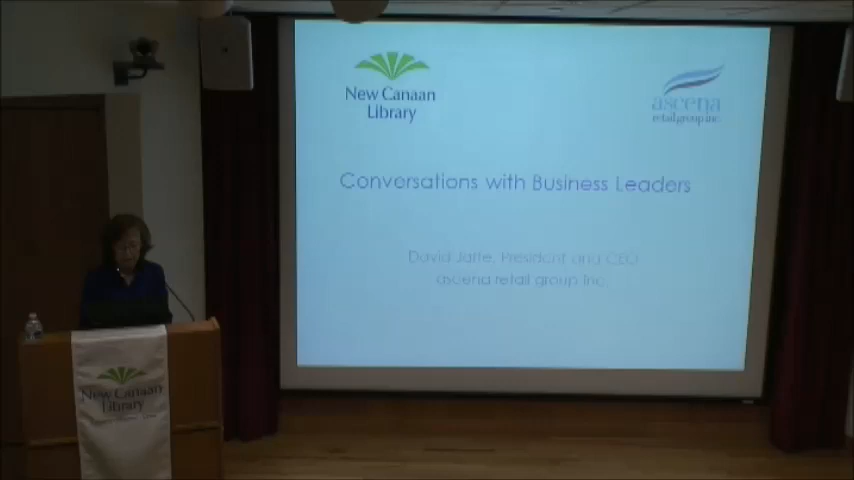 New Canaan
Library
ascena
retail group inc.
Conversations with Business Leaders
David Jaffe, President and CEO
ascena retail group inc.
New Canaan
Library